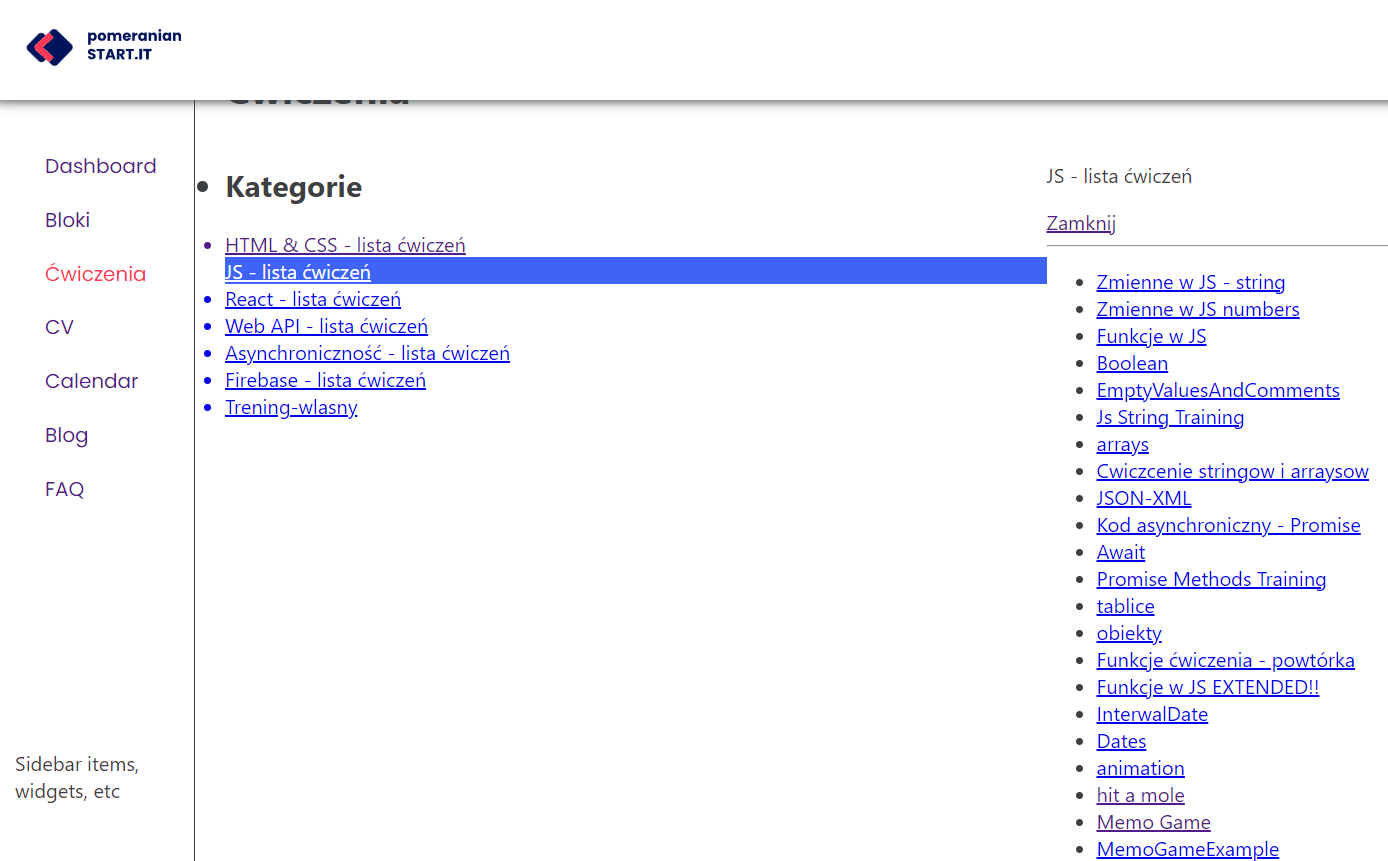 pomeranian
START.IT
Ćwiczenia
Dashboard
Bloki
Ćwiczenia
CV
Calendar
Blog
FAQ
Sidebar items,
widgets, etc
Kategorie
HTML & CSS - lista ćwiczeń
JS - lista ćwiczeń
React - lista ćwiczeń
Web API - lista ćwiczeń
Asynchroniczność - lista ćwiczeń
Firebase - lista ćwiczeń
Trening-wlasny
JS - lista ćwiczeń
Zamknij
Zmienne w JS - string
Zmienne w JS numbers
Funkcje w JS
Boolean
EmptyValuesAndComments
Js String Training
arrays
Cwiczcenie stringow i arraysow
JSON-XML
Kod asynchroniczny - Promise
Await
Promise Methods Training
tablice
obiekty
Funkcje ćwiczenia - powtórka
Funkcje w JS EXTENDED!!
InterwalDate
Dates
animation
hit a mole
Memo Game
MemoGameExample